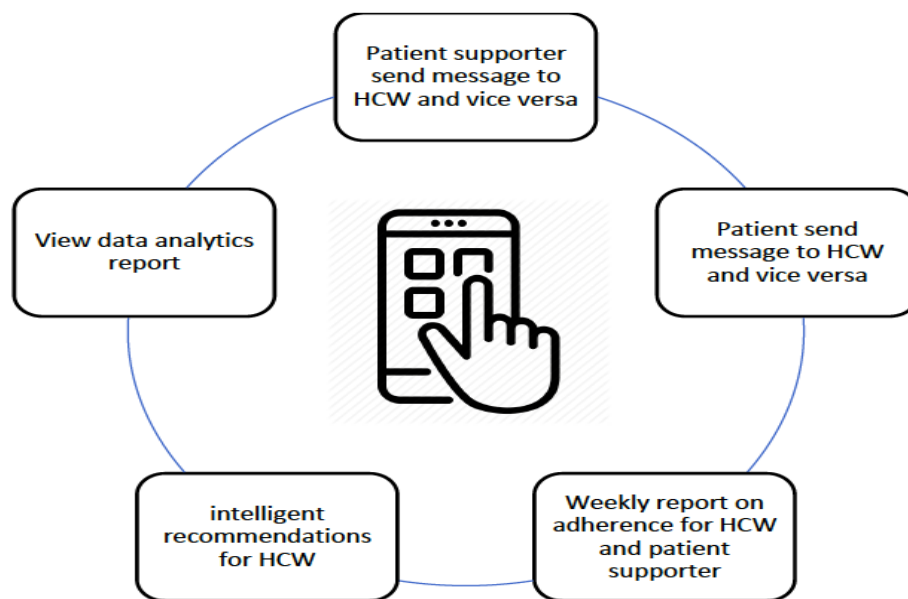 Patient supporter
send message to
HCW and vice versa
View data analytics
report
Patient send
message to HCW
and vice versa
intelligent
recommendations
for HCW
Weekly report on
adherence for HCW
and patient
supporter